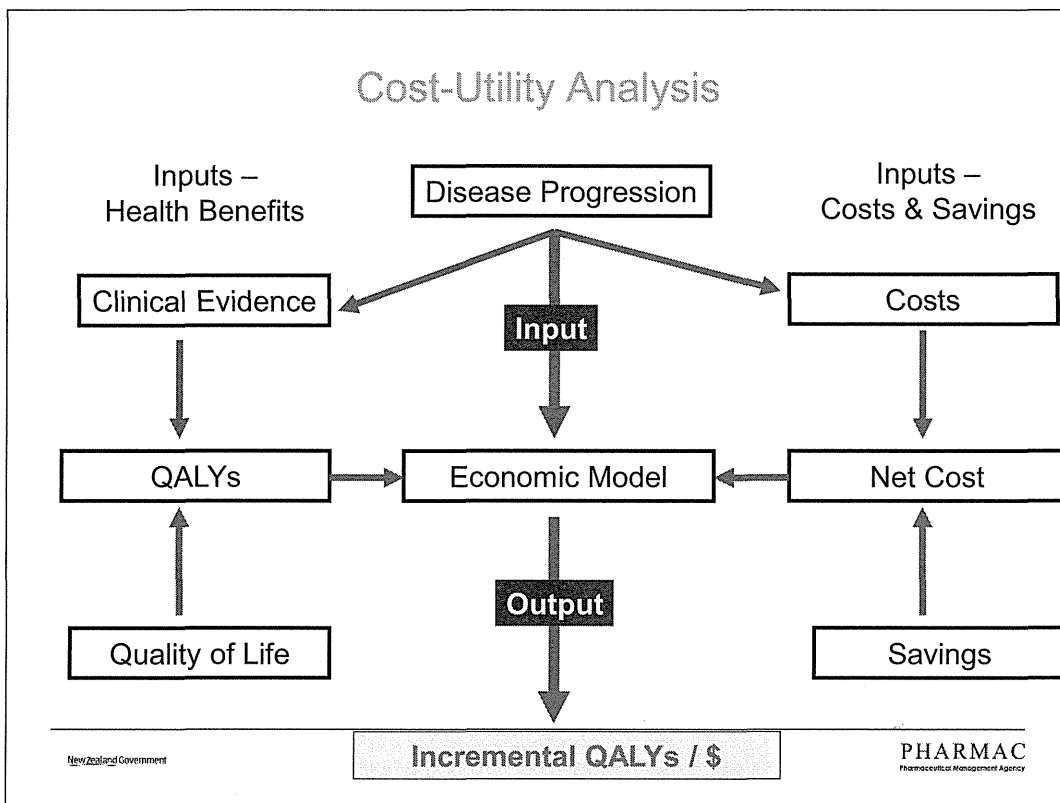 Cost-Utility Analysis
Inputs –
Health Benefits
Disease Progression
Inputs –
Costs & Savings
Clinical Evidence
Input
Costs
QALYs
Economic Model
Net Cost
Output
Quality of Life
Savings
New Zealand Government
Incremental QALYs / $
PHARMAC
Pharmaceutical Management Agency